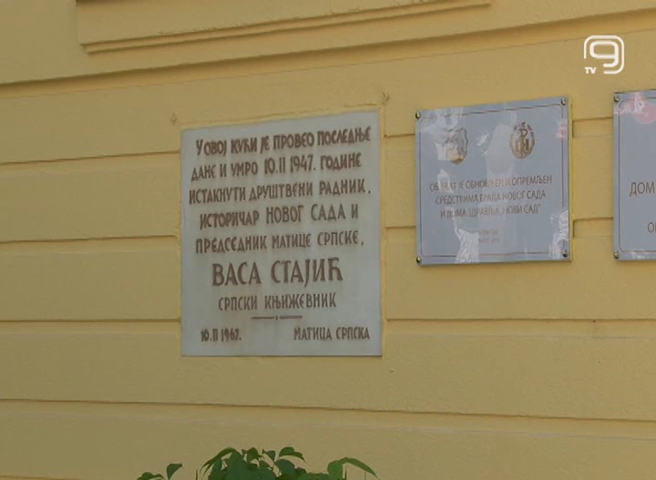 У ОВОЈ КУЋИ ЈЕ ПРОВЕО ПОСЛЕДЊЕ
ДАНЕ И УМРО 10.II 1947. ГОДИНЕ
ИСТАКНУТИ ДРУШТВЕНИ РАДНИК,
ИСТОРИЧАР НОВОГ САДА И
ПРЕДСЕДНИК МАТИЦЕ СРПСКЕ,
ВАСА СТАЈИЋ
СРПСКИ КЊИЖЕВНИК
10.II 1967. МАТИЦА СРПСКА
ОБЈЕКАТ ЈЕ ОБНОВЉЕН И ОПРЕМЉЕН
СРЕДСТВИМА ГРАДА НОВОГ САДА
И ДОМА ЗДРАВЉА "НОВИ САД"
ДОМ
9
TV